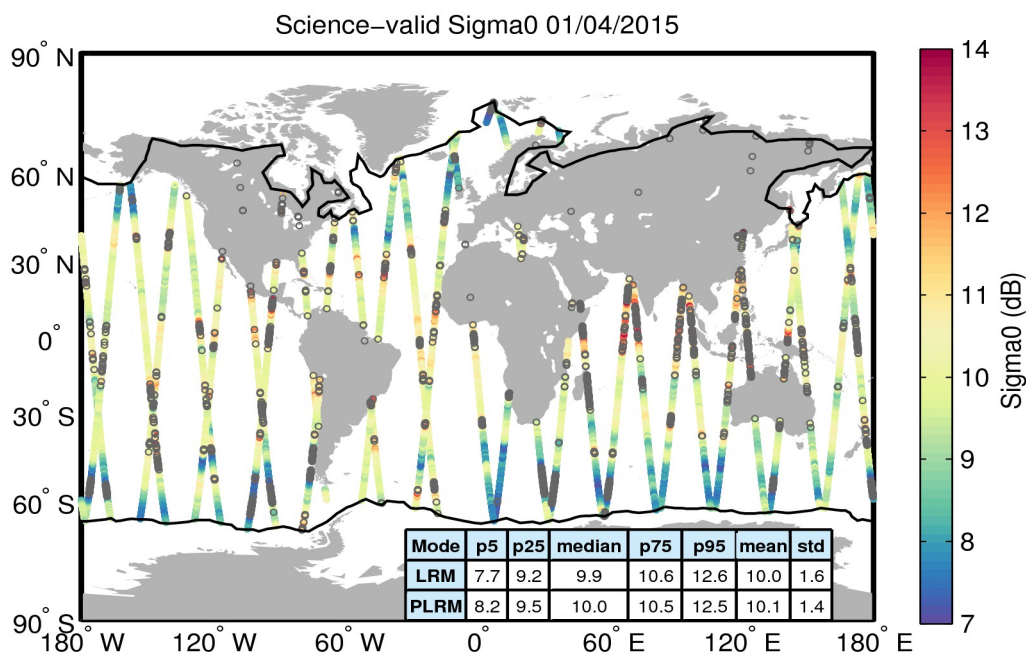 Science−valid Sigma0 01/04/2015
90° N
60° N
30° N
0°
30° S
60° S
90° S
180° W
120° W
60° W
0°
60° E
120° E
180° E
14
13
12
11
10
9
8
7
Sigma0 (dB)
Mode p5 p25 median p75 p95 mean std
LRM 7.7 9.2 9.9 10.6 12.6 10.0 1.6
PLRM 8.2 9.5 10.0 10.5 12.5 10.1 1.4